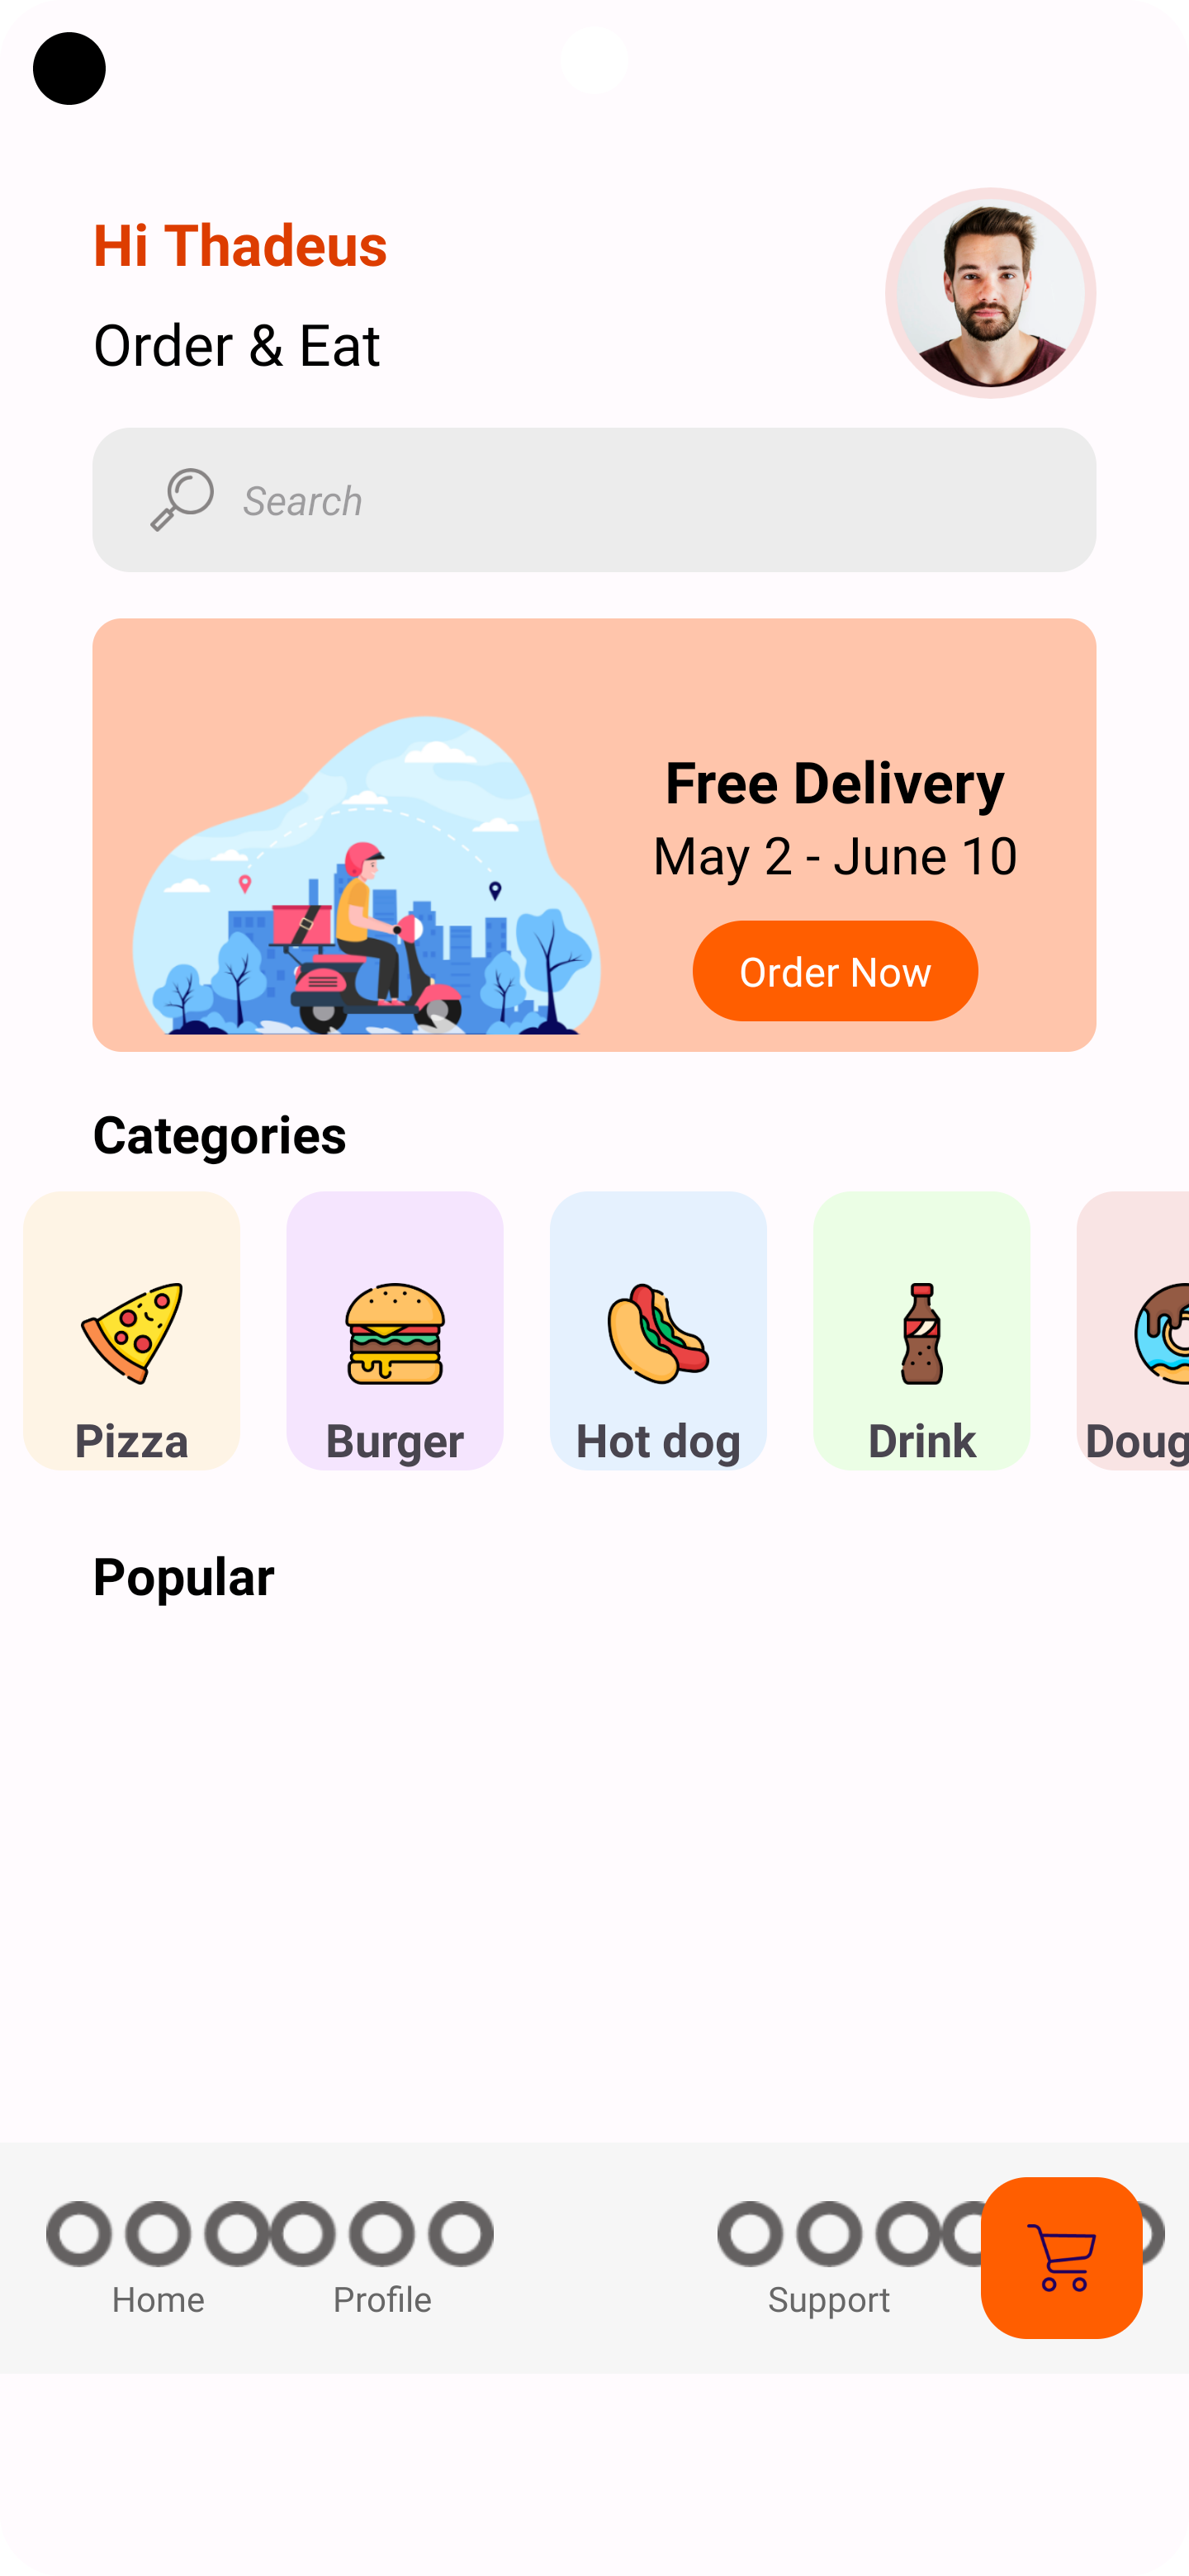 Hi Thadeus
Order & Eat
Search
Free Delivery
May 2 - June 10
Order Now
Categories
Pizza
Burger
Hot dog
Drink
Doug
Popular
Home
Profile
Support